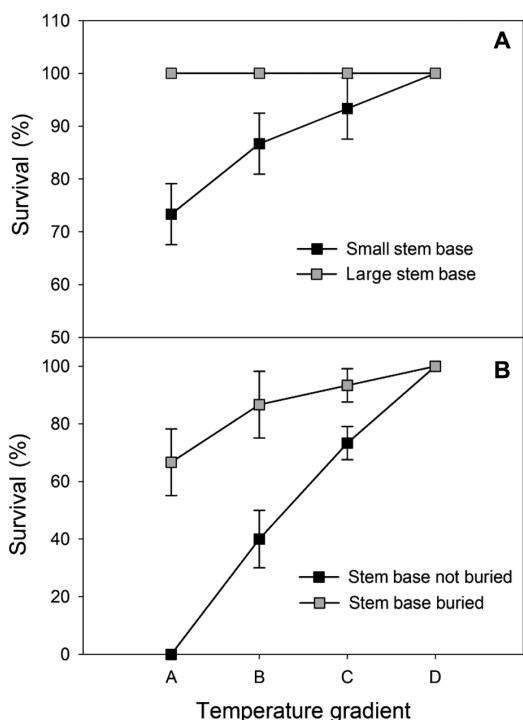 110
A
100
90
80
70
60
50
Survival (%)
Small stem base
Large stem base
B
100
80
60
40
20
0
Survival (%)
Stem base not buried
Stem base buried
A B C D
Temperature gradient